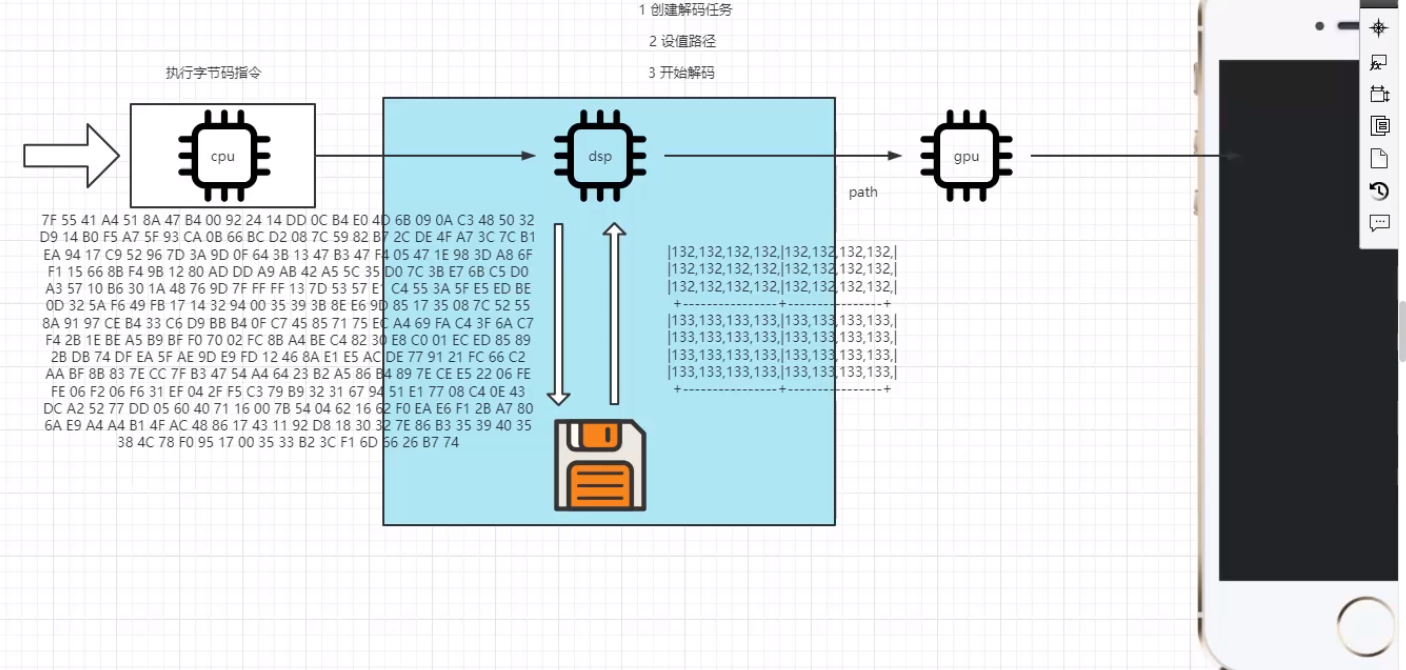 1 创建解码任务
2 设值路径
3 开始解码
执行字节码指令
cpu
dsp
gpu
path
7F 55 41 A4 51 8A 47 B4 00 92 24 14 DD 0C B4 E0 4D 6B 09 0A C3 48 50 32
D9 14 B0 F5 A7 5F 93 CA 0B 66 BC D2 08 7C 59 82 B7 2C DE 4F A7 3C 7C B1
EA 94 17 C9 52 96 7D 3A 9D 0F 64 3B 13 47 B3 47 F4 05 47 1E 98 3D A8 6F
F1 15 66 8B F4 9B 12 80 AD DD A9 AB 42 A5 5C 35 D0 7C 3B E7 6B C5 D0
A3 57 10 B6 30 1A 48 76 9D 7F FF FF 13 7D 53 57 E1 C4 55 3A 5F E5 ED BE
0D 32 5A F6 49 FB 17 14 32 94 00 35 39 3B 8E E6 9D 85 17 35 08 7C 52 55
8A 91 97 CE B4 33 C6 D9 BB B4 0F C7 45 85 71 75 EC A4 69 FA C4 3F 6A C7
F4 2B 1E BE A5 B9 BF F0 70 02 FC 8B A4 BE C4 82 30 E8 C0 01 EC ED 85 89
2B DB 74 DF EA 5F AE 9D E9 FD 12 46 8A E1 E5 AC DE 77 91 21 FC 66 C2
AA BF 8B 83 7E CC 7F B3 47 54 A4 64 23 B2 A5 86 B4 89 7E CE E5 22 06 FE
FE 06 F2 06 F6 31 EF 04 2F F5 C3 79 B9 32 31 67 94 51 E1 77 08 C4 0E 43
DC A2 52 77 DD 05 60 40 71 16 00 7B 54 04 62 16 62 F0 EA E6 F1 2B A7 80
6A E9 A4 A4 B1 4F AC 48 86 17 43 11 92 D8 18 30 32 7E 86 B3 35 39 40 35
38 4C 78 F0 95 17 00 35 33 B2 3C F1 6D 66 26 B7 74
|132,132,132,132,|132,132,132,132,|
|132,132,132,132,|132,132,132,132,|
|132,132,132,132,|132,132,132,132,|
+----------------+----------------+
|133,133,133,133,|133,133,133,133,|
|133,133,133,133,|133,133,133,133,|
|133,133,133,133,|133,133,133,133,|
|133,133,133,133,|133,133,133,133,|
+----------------+----------------+